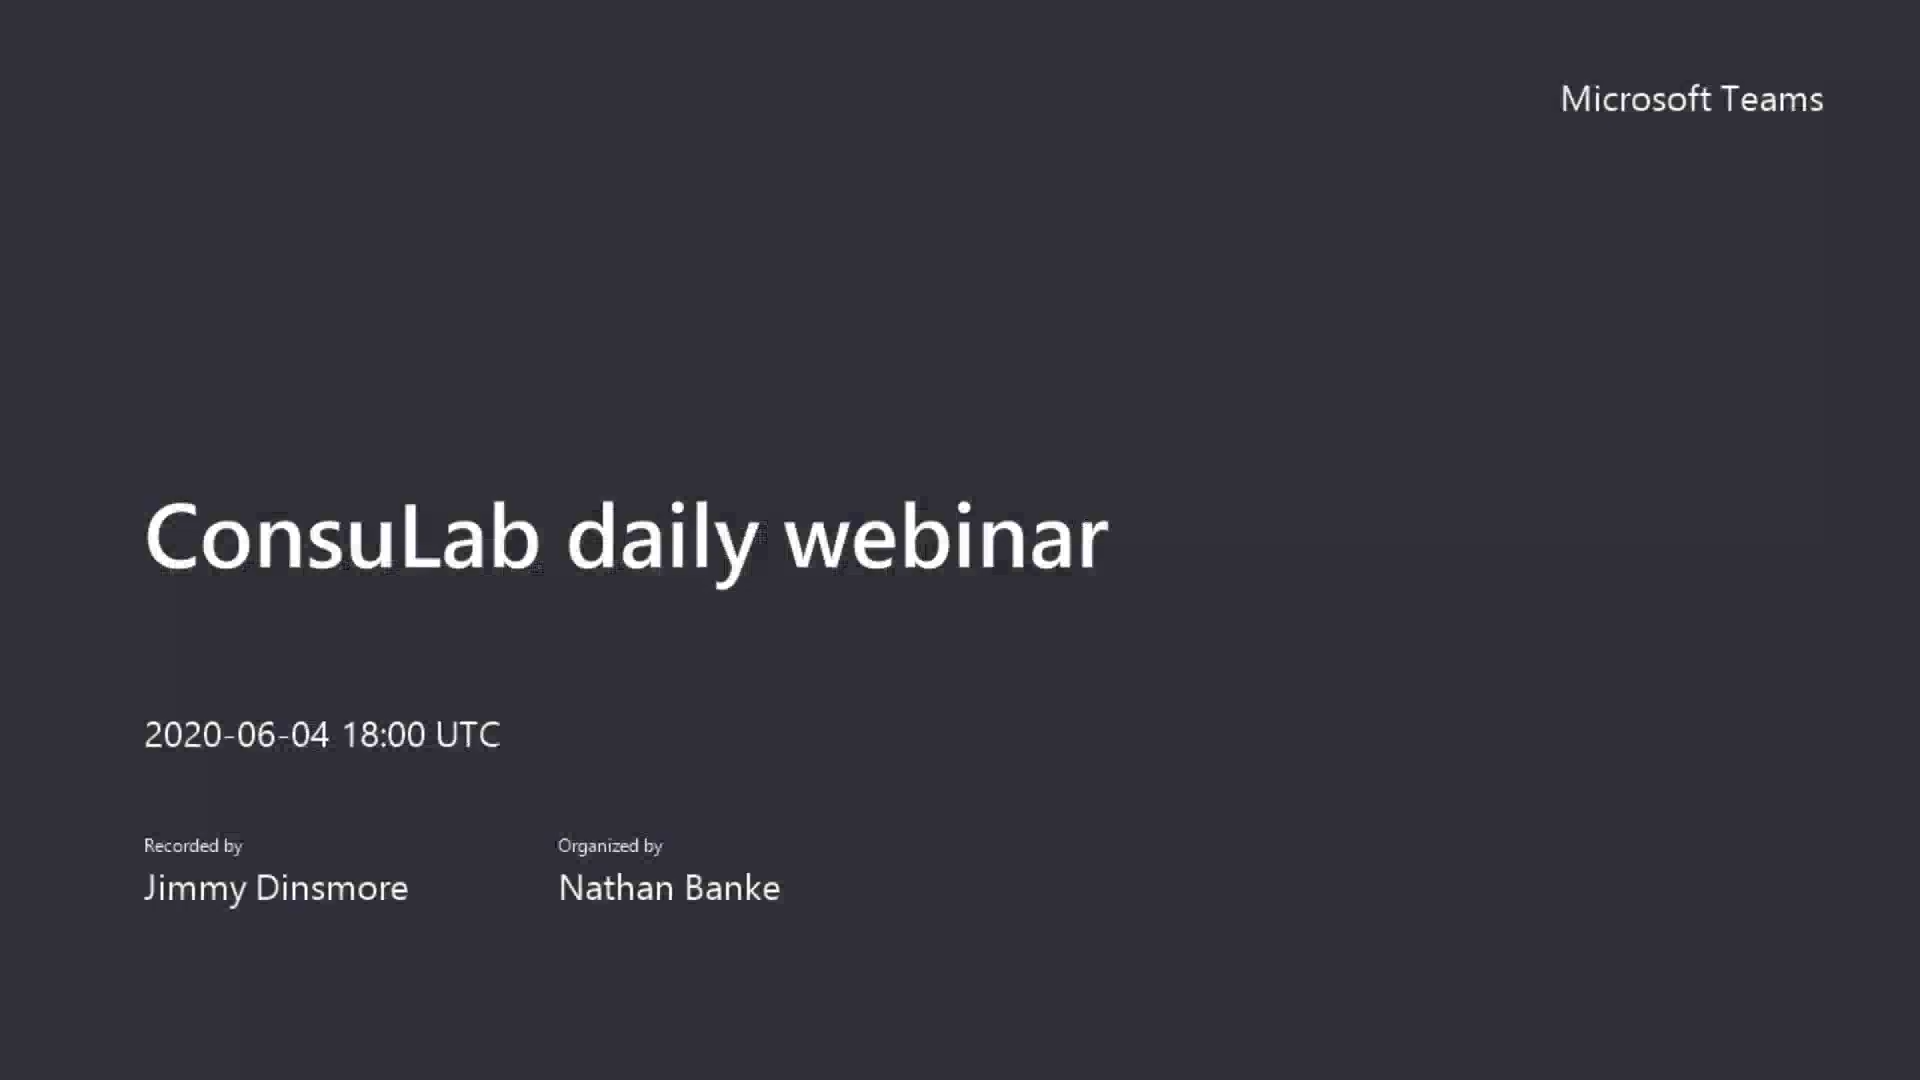 Microsoft Teams
ConsuLab daily webinar
2020-06-04 18:00 UTC
Recorded by
Jimmy Dinsmore
Organized by
Nathan Banke